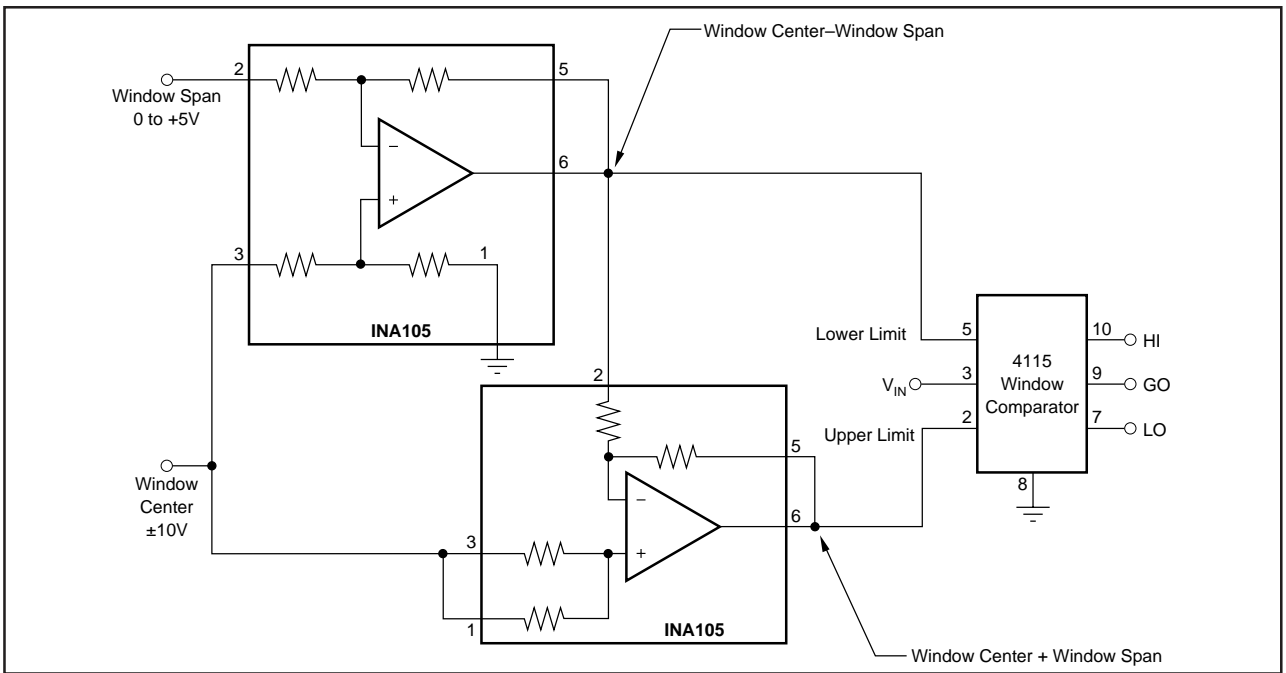 Window Center–Window Span
2
5
Window Span
0 to +5V
–
6
+
3
1
INA105
2
Lower Limit
5
10
HI
4115
Window
Comparator
V_IN
3
9
GO
Upper Limit
2
7
LO
5
8
Window
Center
±10V
–
6
3
+
1
INA105
Window Center + Window Span